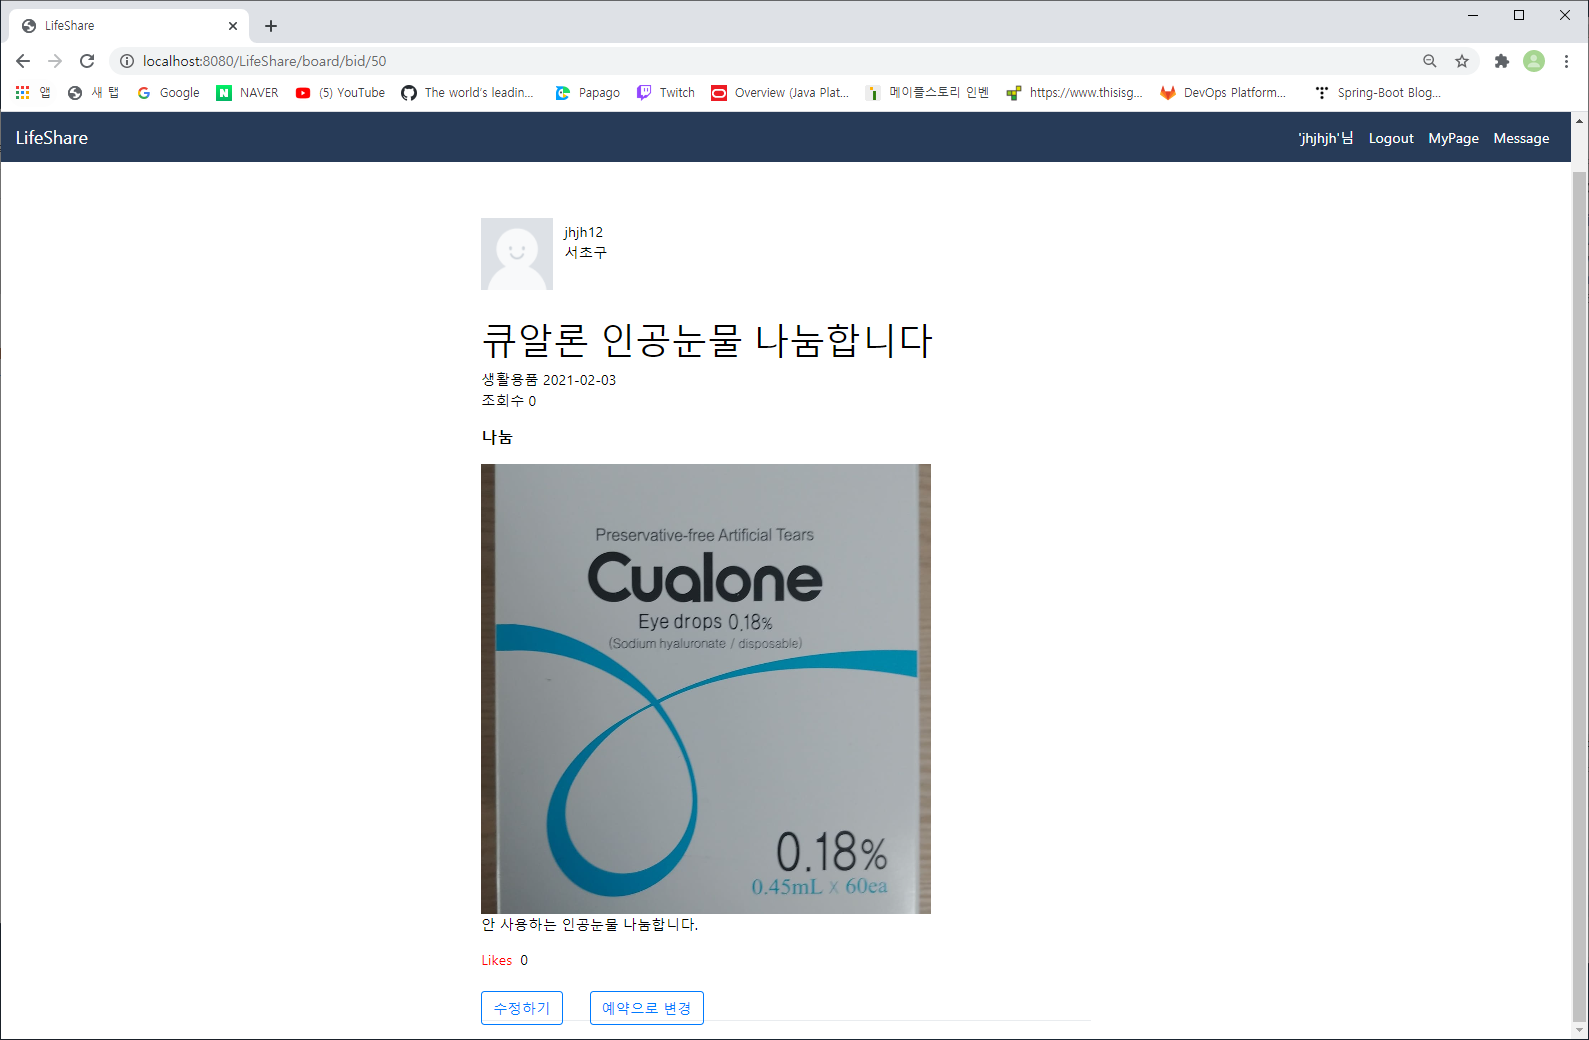 LifeShare
localhost:8080/LifeShare/board/bid/50
앱 새 탭 Google NAVER (5) YouTube The world's leadin... Papago Twitch Overview (Java Plat... 메이플스토리 인벤 https://www.thisisg... DevOps Platform... Spring-Boot Blog...
LifeShare 'jhjhjh'님 Logout MyPage Message
jhjh12
서초구
큐알론 인공눈물 나눔합니다
생활용품 2021-02-03
조회수 0
나눔
Preservative-free Artificial Tears
Cualone
Eye drops 0.18%
(Sodium hyaluronate / disposable)
0.18%
0.45mL x 60ea
안 사용하는 인공눈물 나눔합니다.
Likes 0
수정하기 예약으로 변경